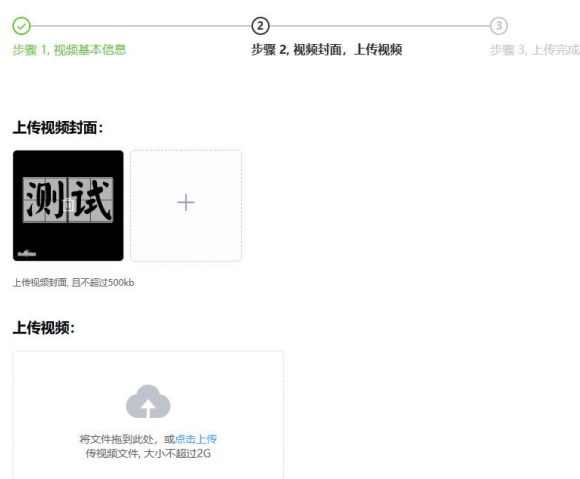 2
3
步骤 1, 视频基本信息
步骤 2, 视频封面，上传视频
步骤 3, 上传完成
上传视频封面：
测试
上传视频封面, 且不超过500kb
上传视频：
将文件拖到此处，或点击上传
传视频文件, 大小不超过2G